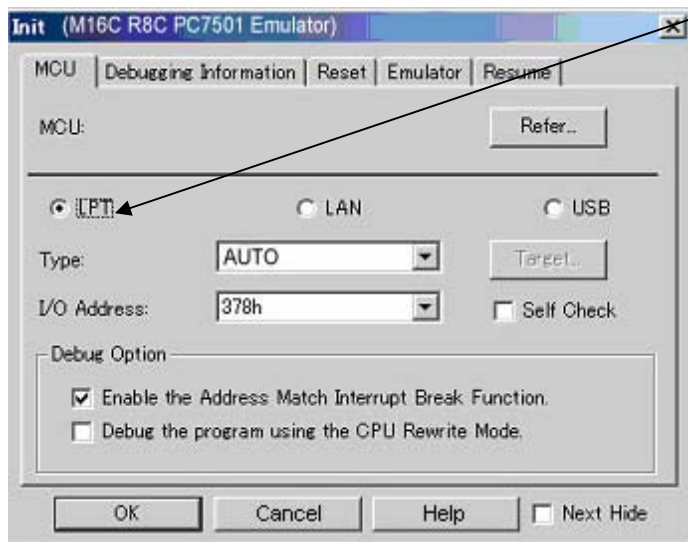 Init (M16C R8C PC7501 Emulator)
MCU Debugging Information Reset Emulator Resume
MCU: Refer...
LPT LAN USB
Type: AUTO Target...
I/O Address: 378h Self Check
Debug Option
Enable the Address Match Interrupt Break Function.
Debug the program using the CPU Rewrite Mode.
OK Cancel Help Next Hide